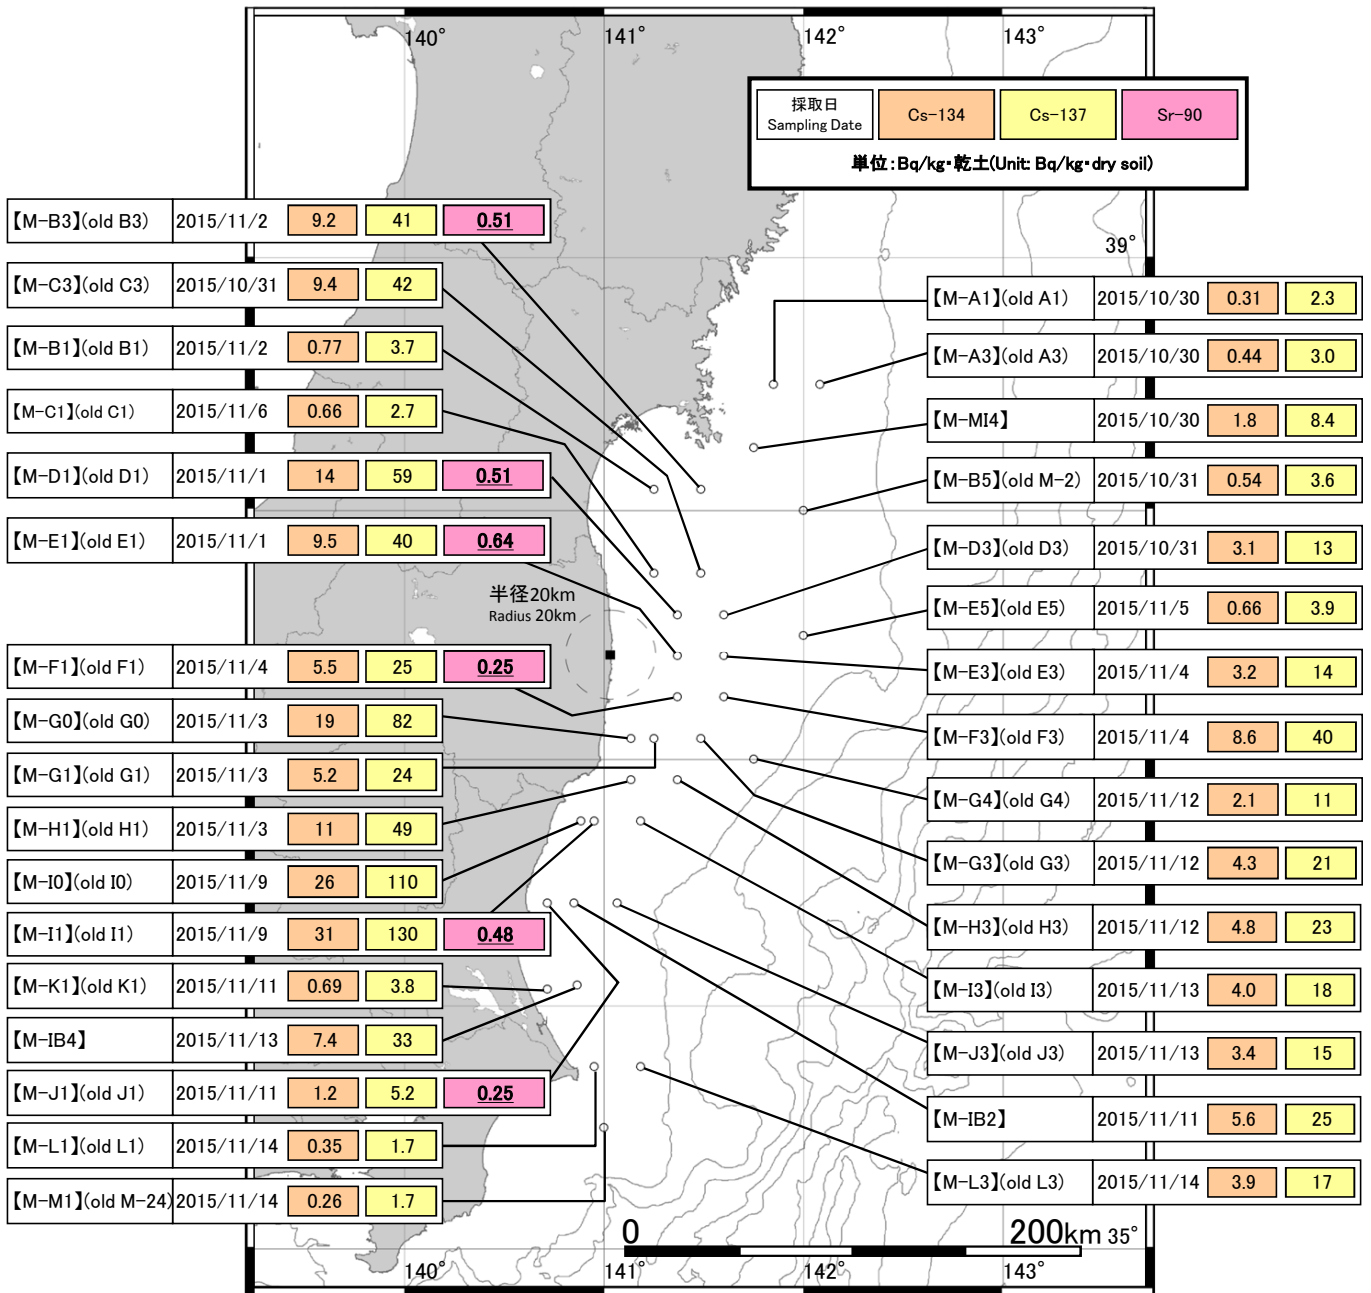 140°
141°
142°
143°
採取日
Sampling Date
Cs-134
Cs-137
Sr-90
単位:Bq/kg・乾土(Unit: Bq/kg・dry soil)
39°
【M-B3】(old B3) 2015/11/2 9.2 41 0.51
【M-C3】(old C3) 2015/10/31 9.4 42
【M-B1】(old B1) 2015/11/2 0.77 3.7
【M-C1】(old C1) 2015/11/6 0.66 2.7
【M-D1】(old D1) 2015/11/1 14 59 0.51
【M-E1】(old E1) 2015/11/1 9.5 40 0.64
半径20km
Radius 20km
【M-F1】(old F1) 2015/11/4 5.5 25 0.25
【M-G0】(old G0) 2015/11/3 19 82
【M-G1】(old G1) 2015/11/3 5.2 24
【M-H1】(old H1) 2015/11/3 11 49
【M-I0】(old I0) 2015/11/9 26 110
【M-I1】(old I1) 2015/11/9 31 130 0.48
【M-K1】(old K1) 2015/11/11 0.69 3.8
【M-IB4】 2015/11/13 7.4 33
【M-J1】(old J1) 2015/11/11 1.2 5.2 0.25
【M-L1】(old L1) 2015/11/14 0.35 1.7
【M-M1】(old M-24) 2015/11/14 0.26 1.7
【M-A1】(old A1) 2015/10/30 0.31 2.3
【M-A3】(old A3) 2015/10/30 0.44 3.0
【M-MI4】 2015/10/30 1.8 8.4
【M-B5】(old M-2) 2015/10/31 0.54 3.6
【M-D3】(old D3) 2015/10/31 3.1 13
【M-E5】(old E5) 2015/11/5 0.66 3.9
【M-E3】(old E3) 2015/11/4 3.2 14
【M-F3】(old F3) 2015/11/4 8.6 40
【M-G4】(old G4) 2015/11/12 2.1 11
【M-G3】(old G3) 2015/11/12 4.3 21
【M-H3】(old H3) 2015/11/12 4.8 23
【M-I3】(old I3) 2015/11/13 4.0 18
【M-J3】(old J3) 2015/11/13 3.4 15
【M-IB2】 2015/11/11 5.6 25
【M-L3】(old L3) 2015/11/14 3.9 17
0 200km 35°
140°
141°
142°
143°